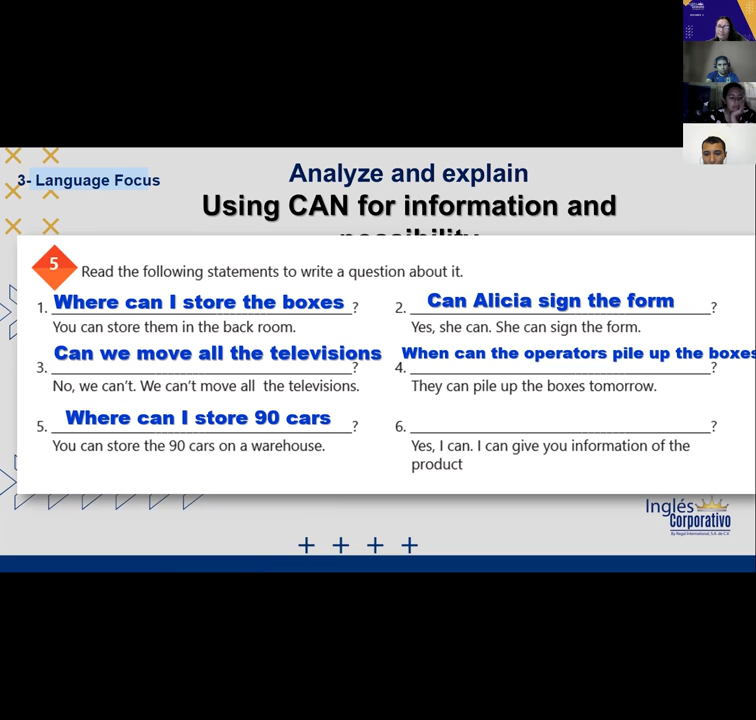 3- Language Focus
Analyze and explain
Using CAN for information and
possibility
5
Read the following statements to write a question about it.
1. Where can I store the boxes ?
You can store them in the back room.
2. Can Alicia sign the form ?
Yes, she can. She can sign the form.
3. Can we move all the televisions ?
No, we can't. We can't move all the televisions.
4. When can the operators pile up the boxes ?
They can pile up the boxes tomorrow.
5. Where can I store 90 cars ?
You can store the 90 cars on a warehouse.
6. ?
Yes, I can. I can give you information of the
product
Inglés
Corporativo
By Regal International, S.A. de C.V.